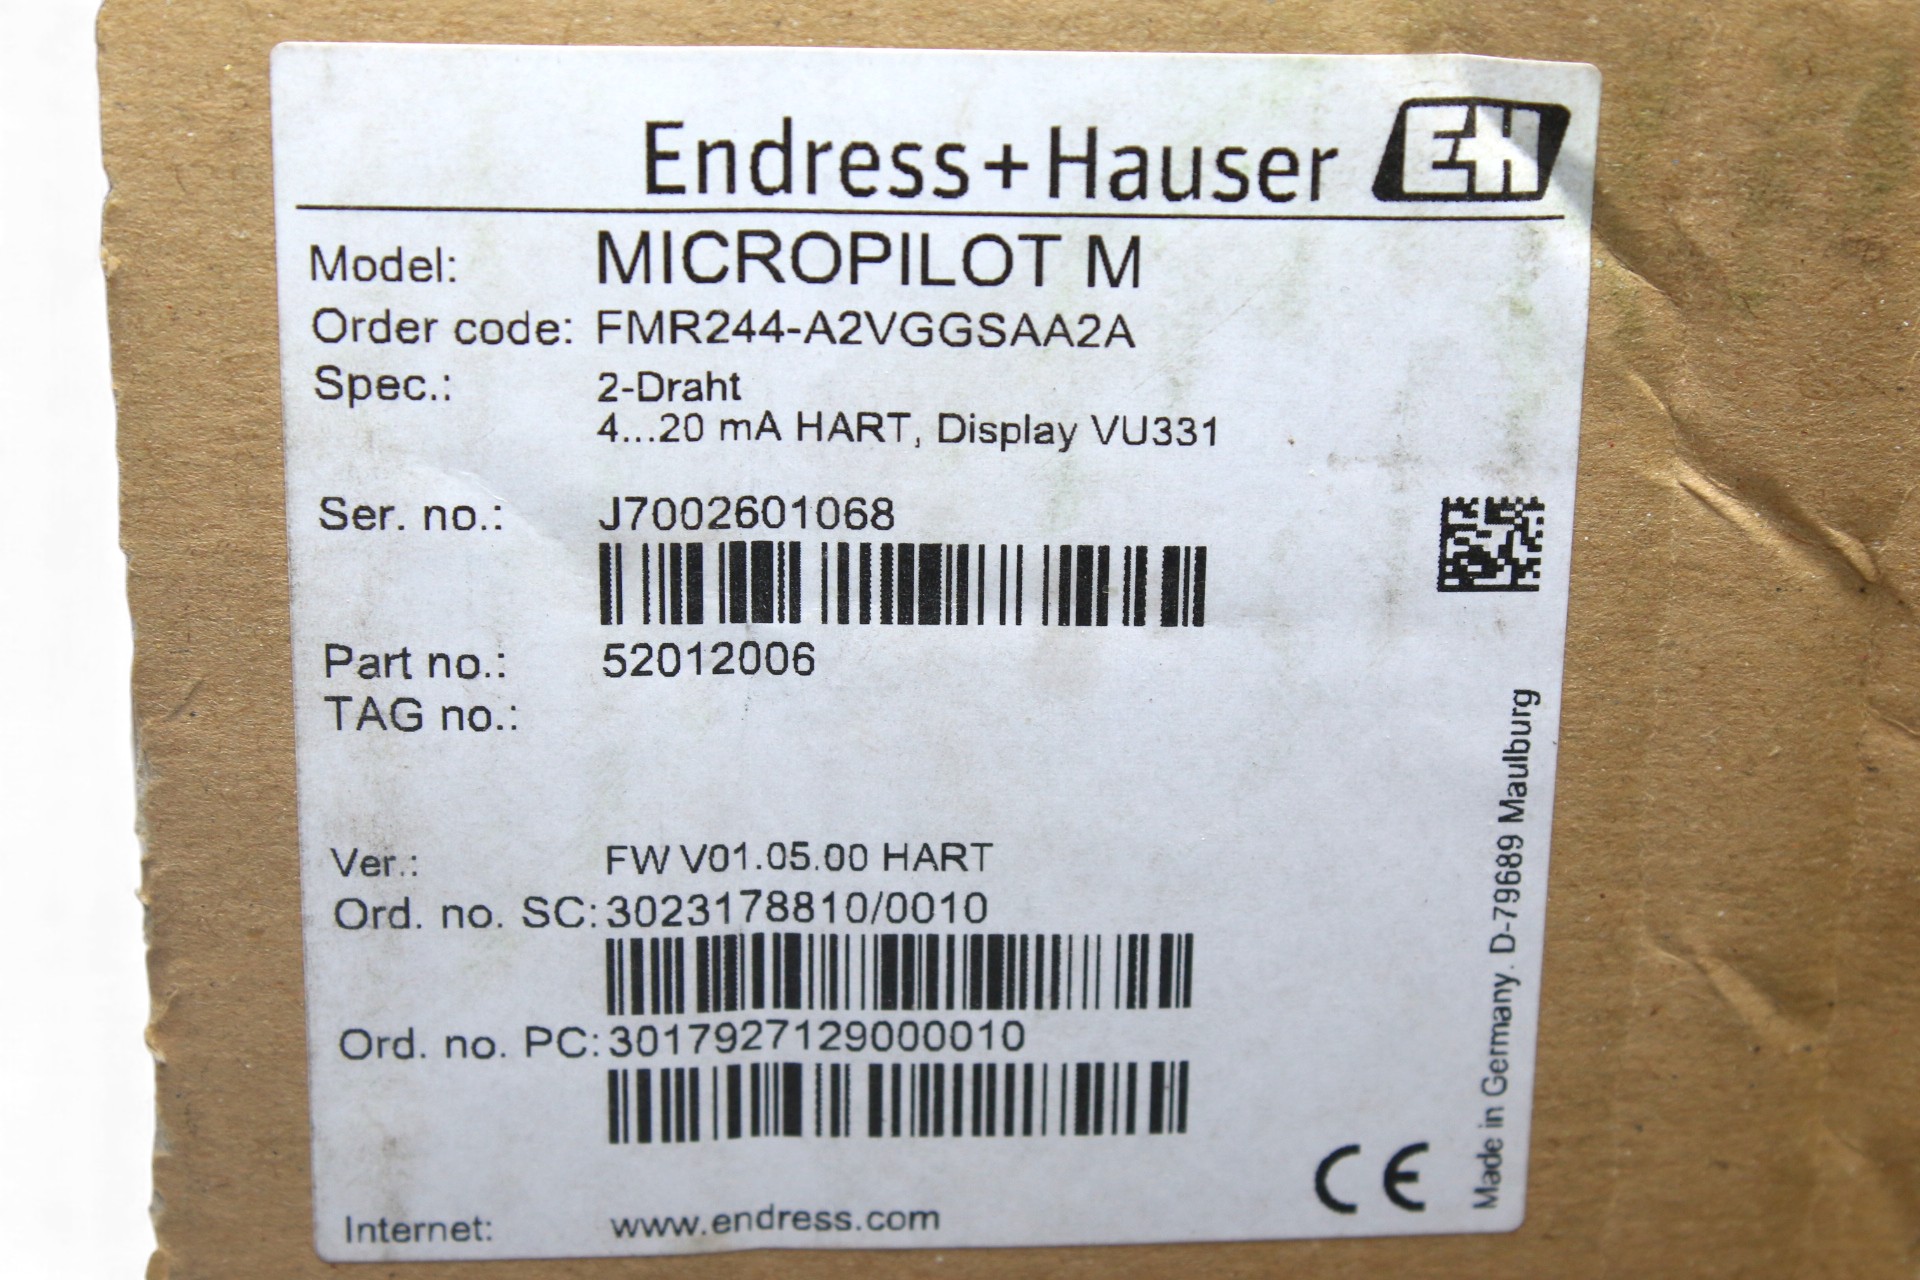 Endress+Hauser EH
Model: MICROPILOT M
Order code: FMR244-A2VGGSAA2A
Spec.: 2-Draht
4...20 mA HART, Display VU331
Ser. no.: J7002601068
Part no.: 52012006
TAG no.:
Ver.: FW V01.05.00 HART
Ord. no. SC: 3023178810/0010
Ord. no. PC: 3017927129000010
Internet: www.endress.com
CE
Made in Germany. D-79689 Maulburg